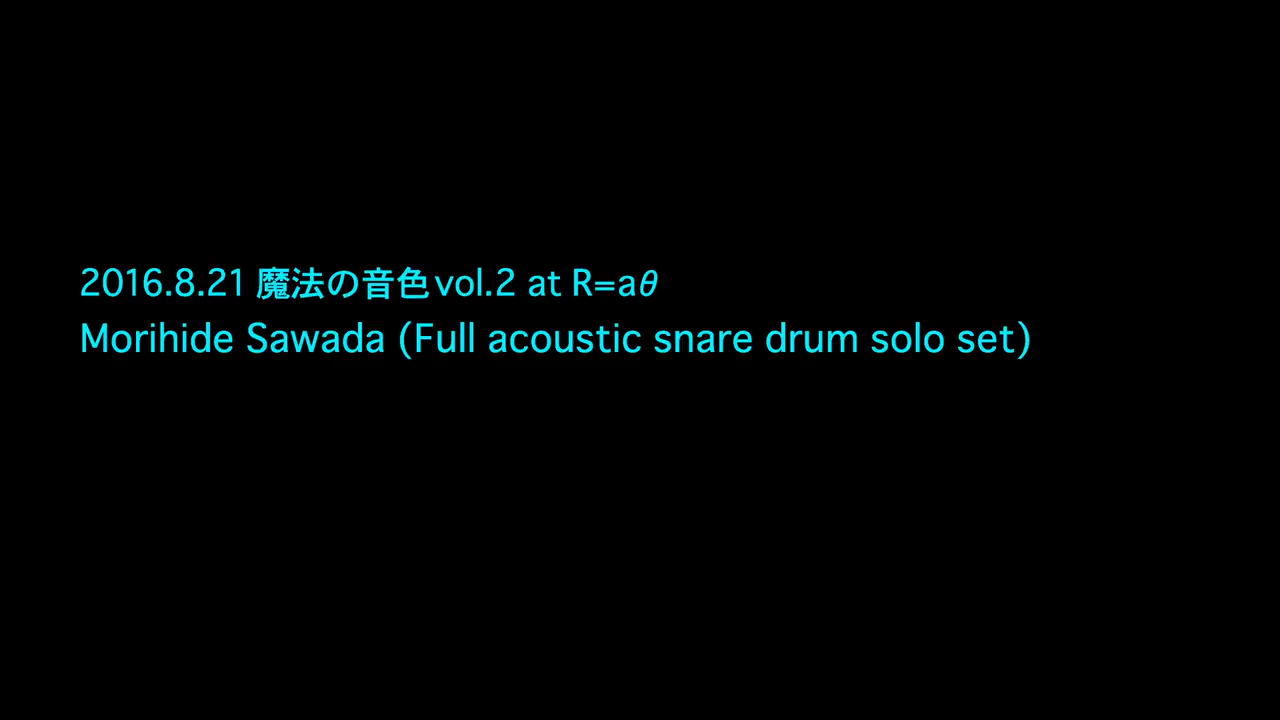 2016.8.21 魔法の音色vol.2 at R=aθ
Morihide Sawada (Full acoustic snare drum solo set)